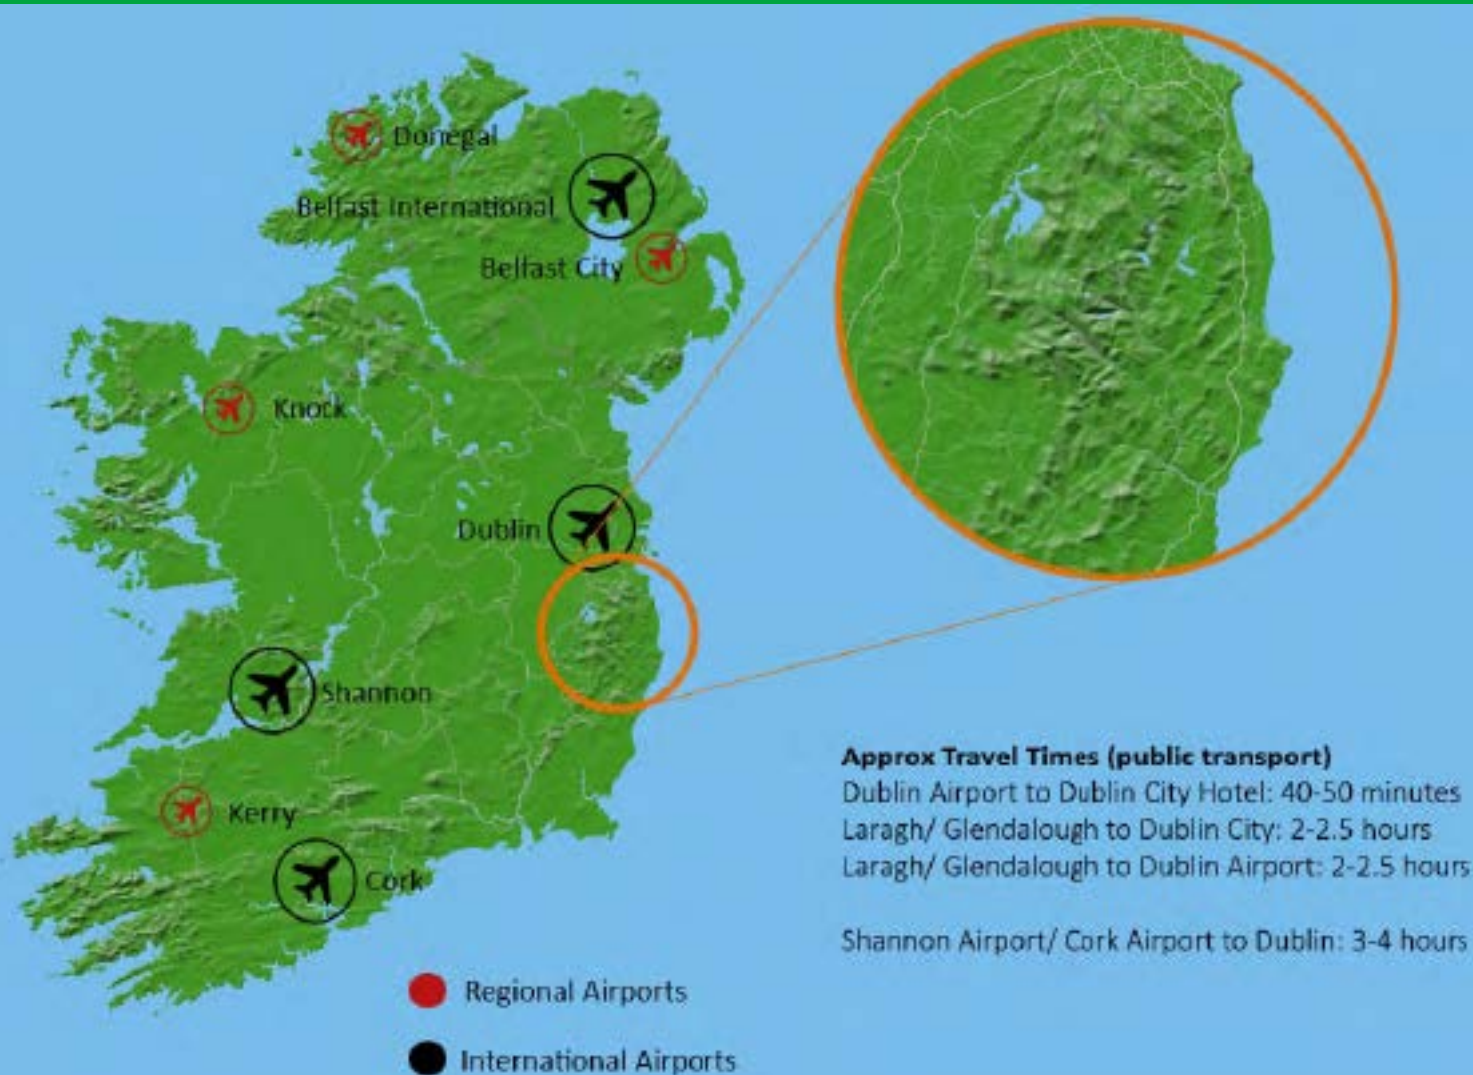 Donegal
Belfast International
Belfast City
Knock
Dublin
Shannon
Kerry
Cork
Approx Travel Times (public transport)
Dublin Airport to Dublin City Hotel: 40-50 minutes
Laragh/ Glendalough to Dublin City: 2-2.5 hours
Laragh/ Glendalough to Dublin Airport: 2-2.5 hours
Shannon Airport/ Cork Airport to Dublin: 3-4 hours
Regional Airports
International Airports